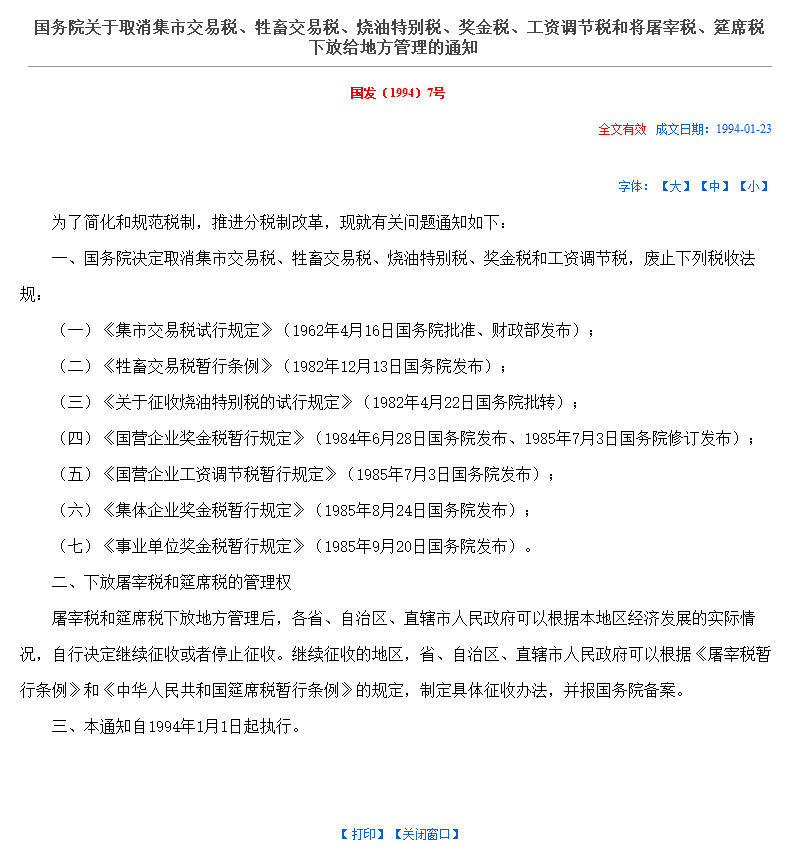 国务院关于取消集市交易税、牲畜交易税、烧油特别税、奖金税、工资调节税和将屠宰税、筵席税
下放给地方管理的通知
国发（1994）7号
全文有效 成文日期：1994-01-23
字体：【大】【中】【小】
为了简化和规范税制，推进分税制改革，现就有关问题通知如下：
一、国务院决定取消集市交易税、牲畜交易税、烧油特别税、奖金税和工资调节税，废止下列税收法
规：
（一）《集市交易税试行规定》（1962年4月16日国务院批准、财政部发布）；
（二）《牲畜交易税暂行条例》（1982年12月13日国务院发布）；
（三）《关于征收烧油特别税的试行规定》（1982年4月22日国务院批转）；
（四）《国营企业奖金税暂行规定》（1984年6月28日国务院发布、1985年7月3日国务院修订发布）；
（五）《国营企业工资调节税暂行规定》（1985年7月3日国务院发布）；
（六）《集体企业奖金税暂行规定》（1985年8月24日国务院发布）；
（七）《事业单位奖金税暂行规定》（1985年9月20日国务院发布）。
二、下放屠宰税和筵席税的管理权
屠宰税和筵席税下放地方管理后，各省、自治区、直辖市人民政府可以根据本地区经济发展的实际情
况，自行决定继续征收或者停止征收。继续征收的地区，省、自治区、直辖市人民政府可以根据《屠宰税暂
行条例》和《中华人民共和国筵席税暂行条例》的规定，制定具体征收办法，并报国务院备案。
三、本通知自1994年1月1日起执行。
【 打印】【关闭窗口】